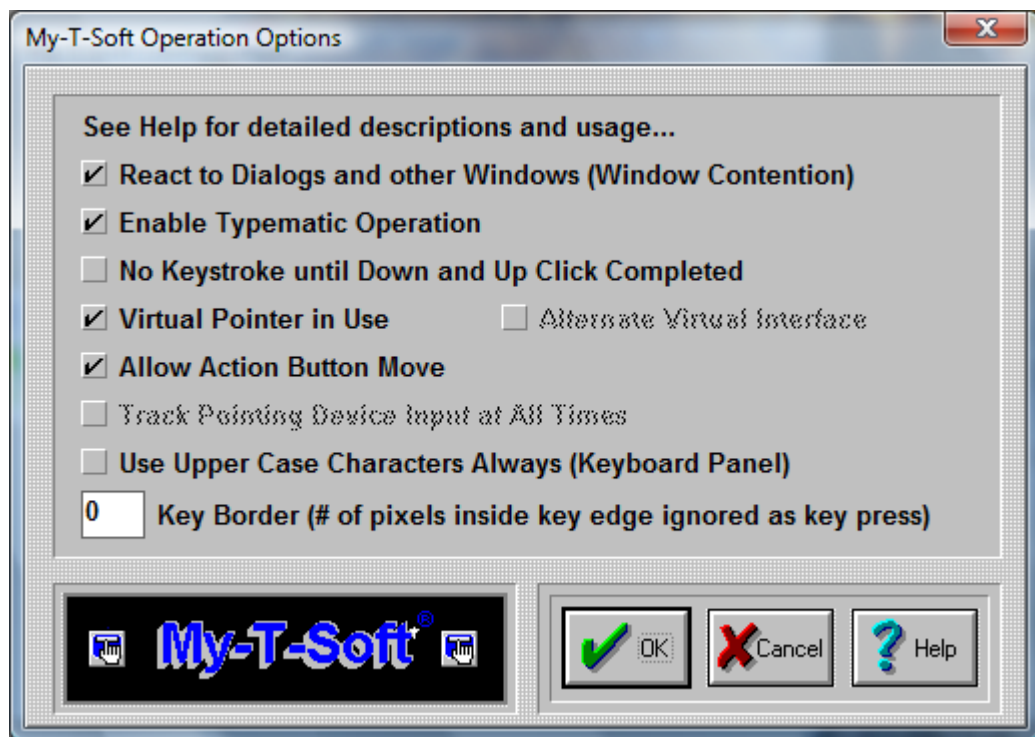 My-T-Soft Operation Options
See Help for detailed descriptions and usage...
React to Dialogs and other Windows (Window Contention)
Enable Typematic Operation
No Keystroke until Down and Up Click Completed
Virtual Pointer in Use Alternate Virtual Interface
Allow Action Button Move
Track Pointing Device Input at All Times
Use Upper Case Characters Always (Keyboard Panel)
0 Key Border (# of pixels inside key edge ignored as key press)
My-T-Soft®
OK Cancel Help